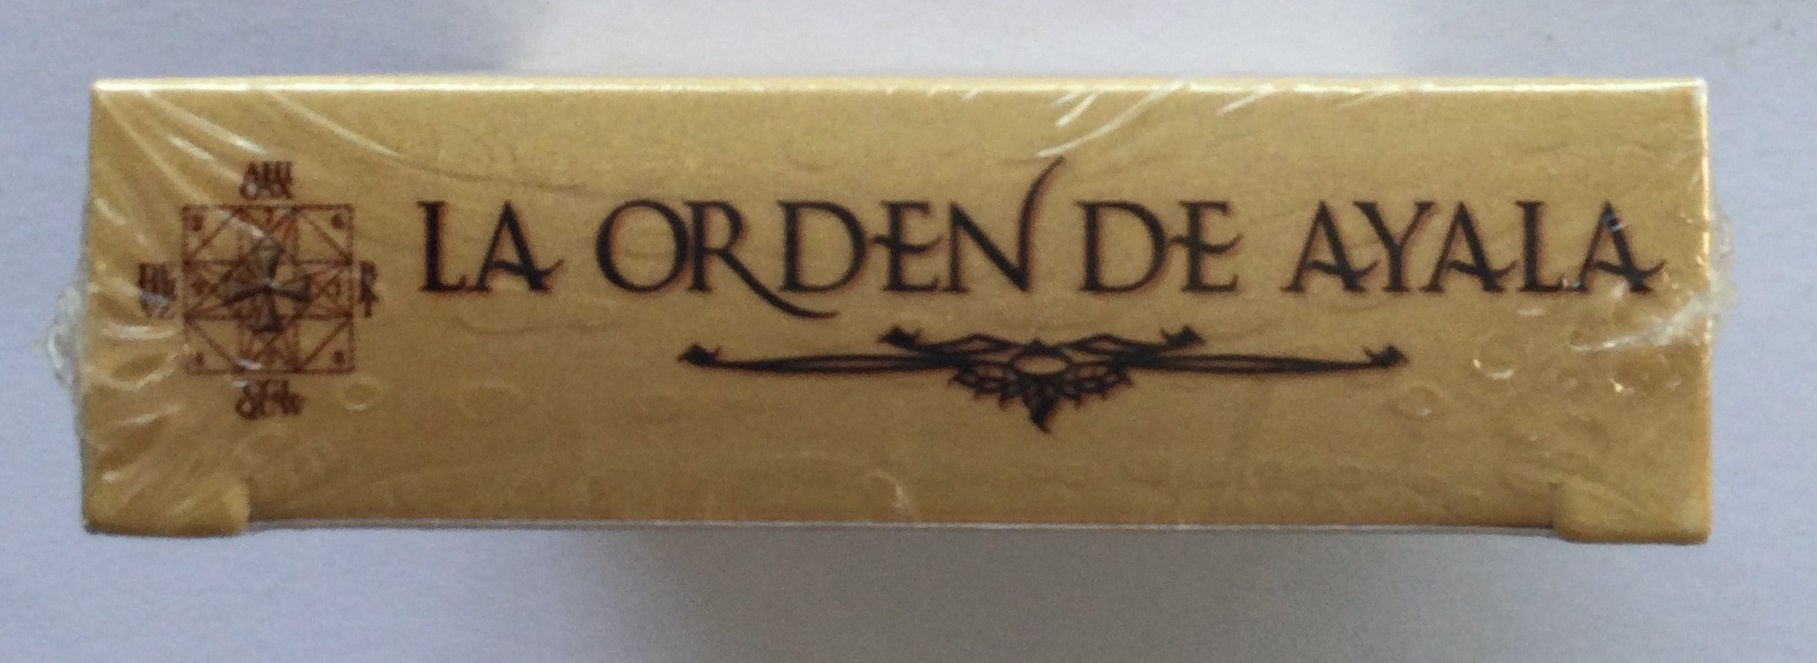 LA ORDEN DE AYALA